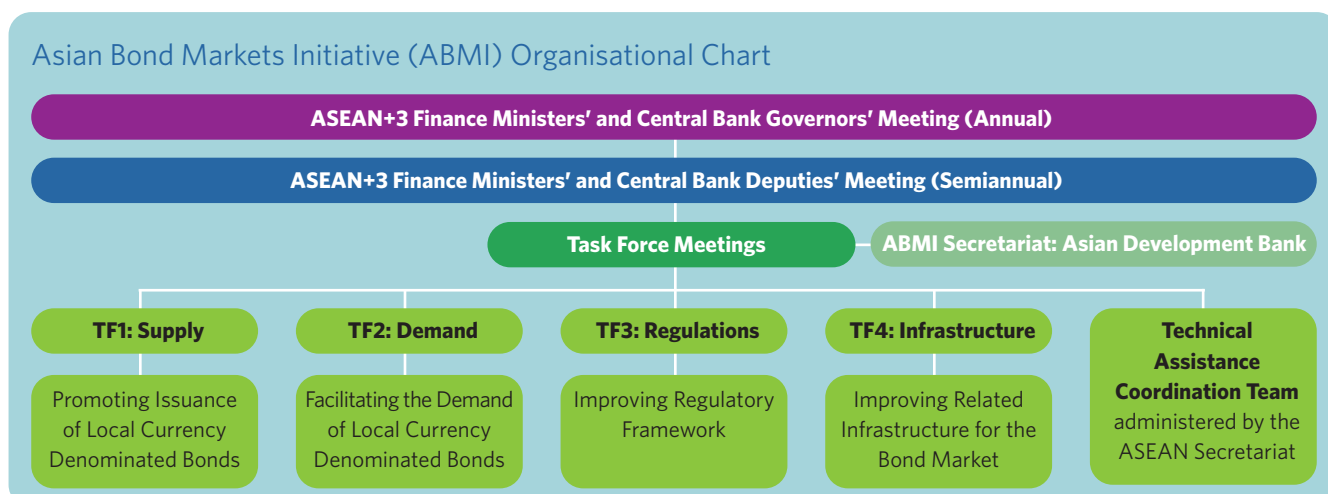 Asian Bond Markets Initiative (ABMI) Organisational Chart
ASEAN+3 Finance Ministers’ and Central Bank Governors’ Meeting (Annual)
ASEAN+3 Finance Ministers’ and Central Bank Deputies’ Meeting (Semiannual)
Task Force Meetings
ABMI Secretariat: Asian Development Bank
TF1: Supply
Promoting Issuance
of Local Currency
Denominated Bonds
TF2: Demand
Facilitating the Demand
of Local Currency
Denominated Bonds
TF3: Regulations
Improving Regulatory
Framework
TF4: Infrastructure
Improving Related
Infrastructure for the
Bond Market
Technical
Assistance
Coordination Team
administered by the
ASEAN Secretariat